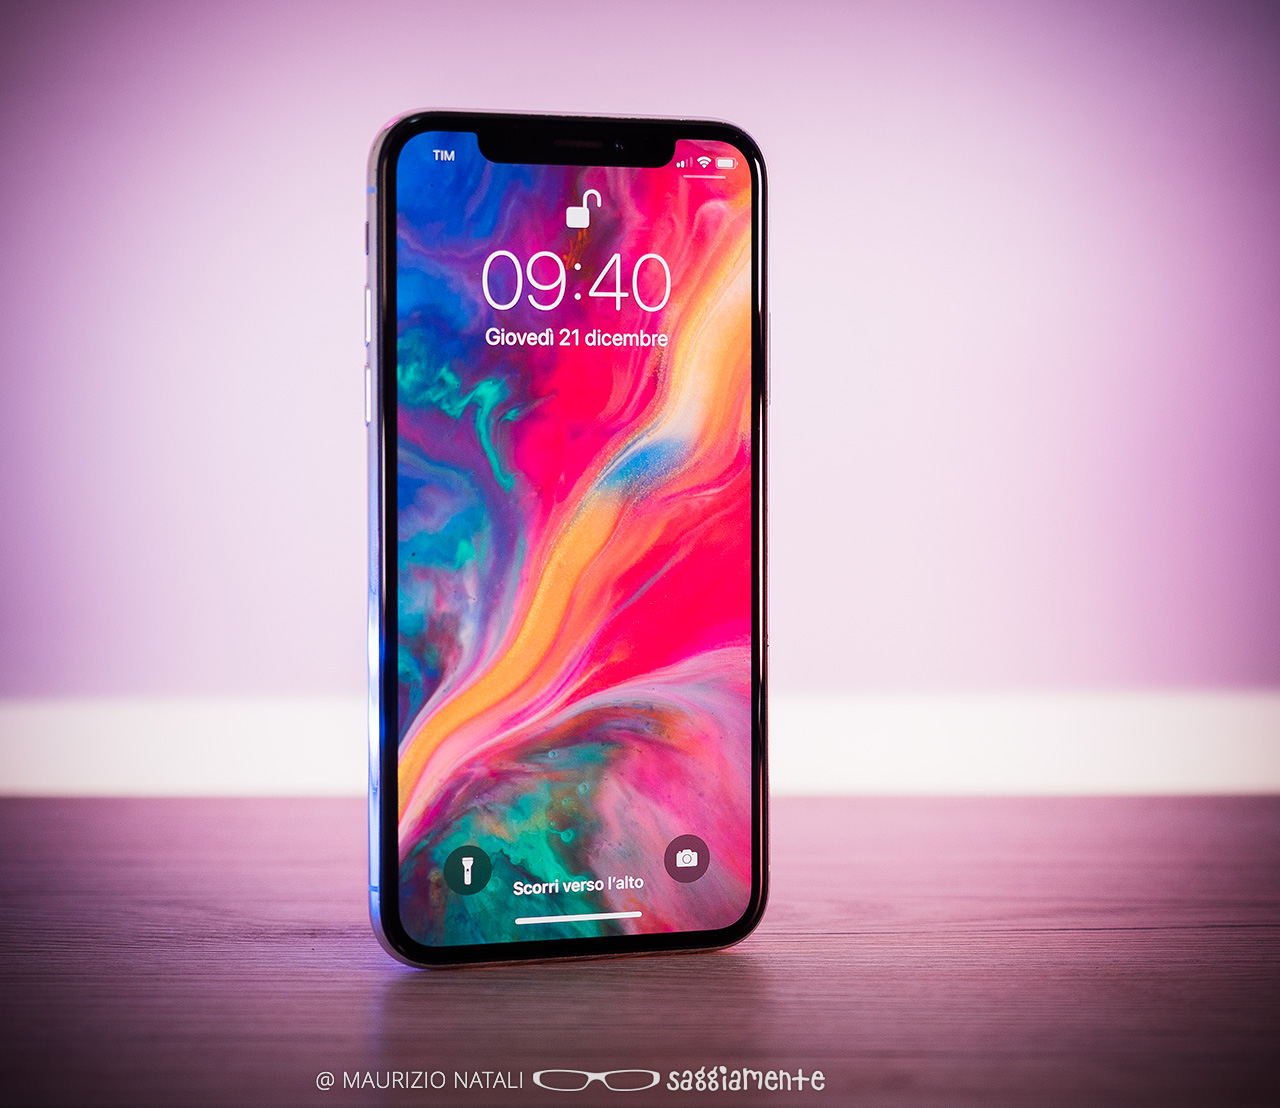 TIM
09:40
Giovedì 21 dicembre
Scorri verso l'alto
@ MAURIZIO NATALI saggiamente